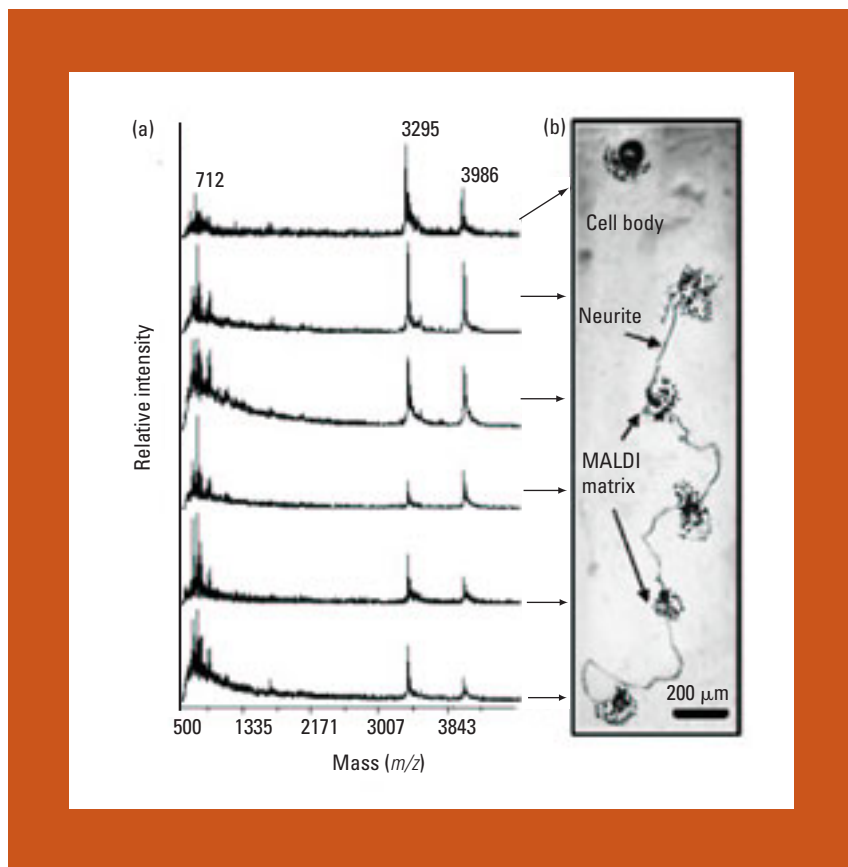 (a)
3295
(b)
3986
712
Cell body
Neurite
MALDI
matrix
Relative intensity
200 μm
500 1335 2171 3007 3843
Mass (m/z)